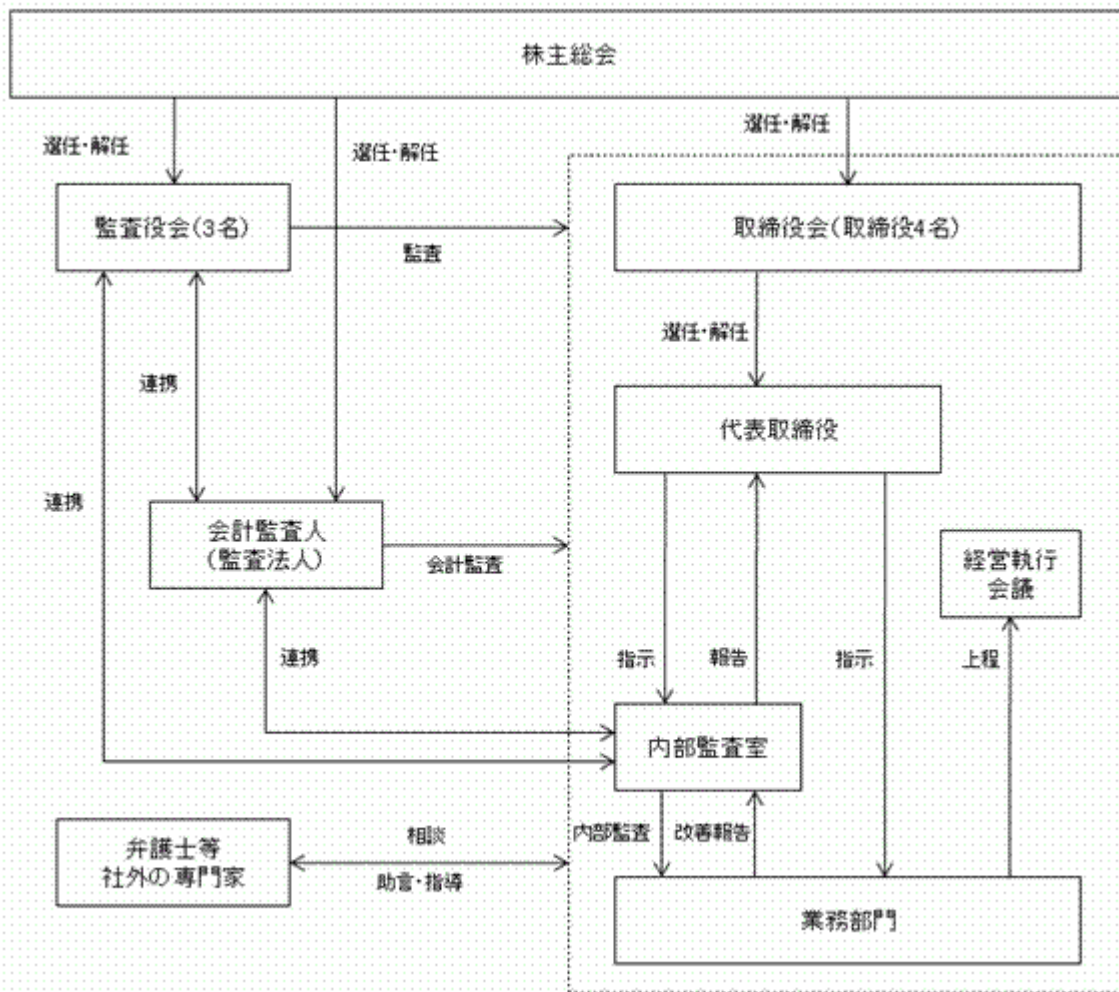 株主総会
選任・解任
選任・解任
選任・解任
監査役会(3名)
監査
取締役会(取締役4名)
選任・解任
連携
代表取締役
連携
会計監査人
(監査法人)
会計監査
経営執行
会議
連携
指示
報告
指示
上程
内部監査室
内部監査
改善報告
弁護士等
社外の専門家
相談
助言・指導
業務部門